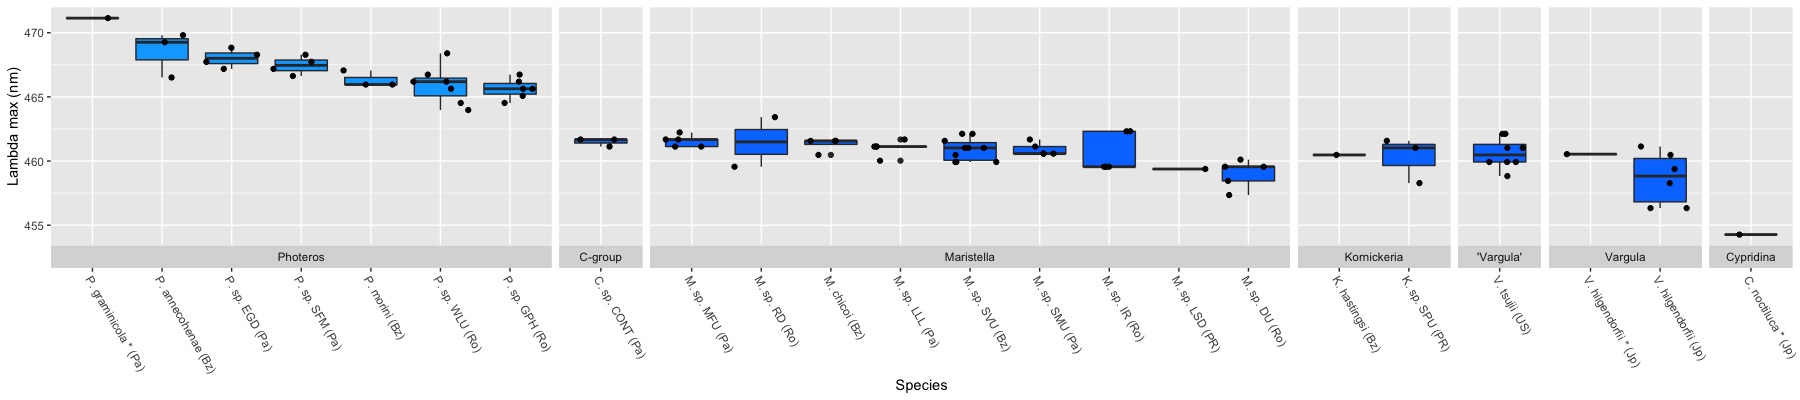 Lambda max (nm)
470
465
460
455
Photeros
C-group
Maristella
Kornickeria
'Vargula'
Vargula
Cypridina
P. graminicola * (Pa)
P. annecohenae (Bz)
P. sp. EGD (Pa)
P. sp. SFM (Pa)
P. morini (Bz)
P. sp. WLU (Ro)
P. sp. GPH (Ro)
C. sp. CONT (Pa)
M. sp. MFU (Pa)
M. sp. RD (Ro)
M. chicoi (Bz)
M. sp. LLL (Pa)
M. sp. SVU (Bz)
M. sp. SMU (Pa)
M. sp. IR (Ro)
M. sp. LSD (PR)
M. sp. DU (Ro)
K. hastingsi (Bz)
K. sp. SPU (PR)
V. tsujii (US)
V. hilgendorfii * (Jp)
V. hilgendorfii (Jp)
C. noctiluca * (Jp)
Species